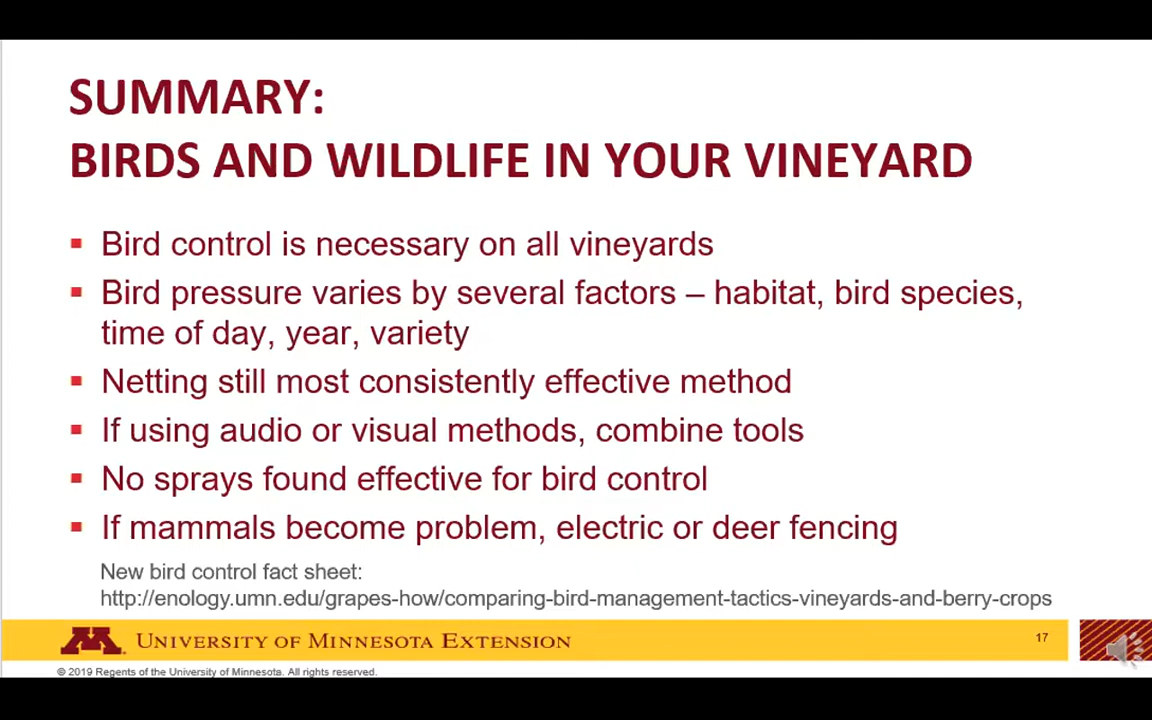 SUMMARY:
BIRDS AND WILDLIFE IN YOUR VINEYARD
Bird control is necessary on all vineyards
Bird pressure varies by several factors – habitat, bird species,
time of day, year, variety
Netting still most consistently effective method
If using audio or visual methods, combine tools
No sprays found effective for bird control
If mammals become problem, electric or deer fencing
New bird control fact sheet:
http://enology.umn.edu/grapes-how/comparing-bird-management-tactics-vineyards-and-berry-crops
M. UNIVERSITY OF MINNESOTA EXTENSION
17
© 2019 Regents of the University of Minnesota. All rights reserved.